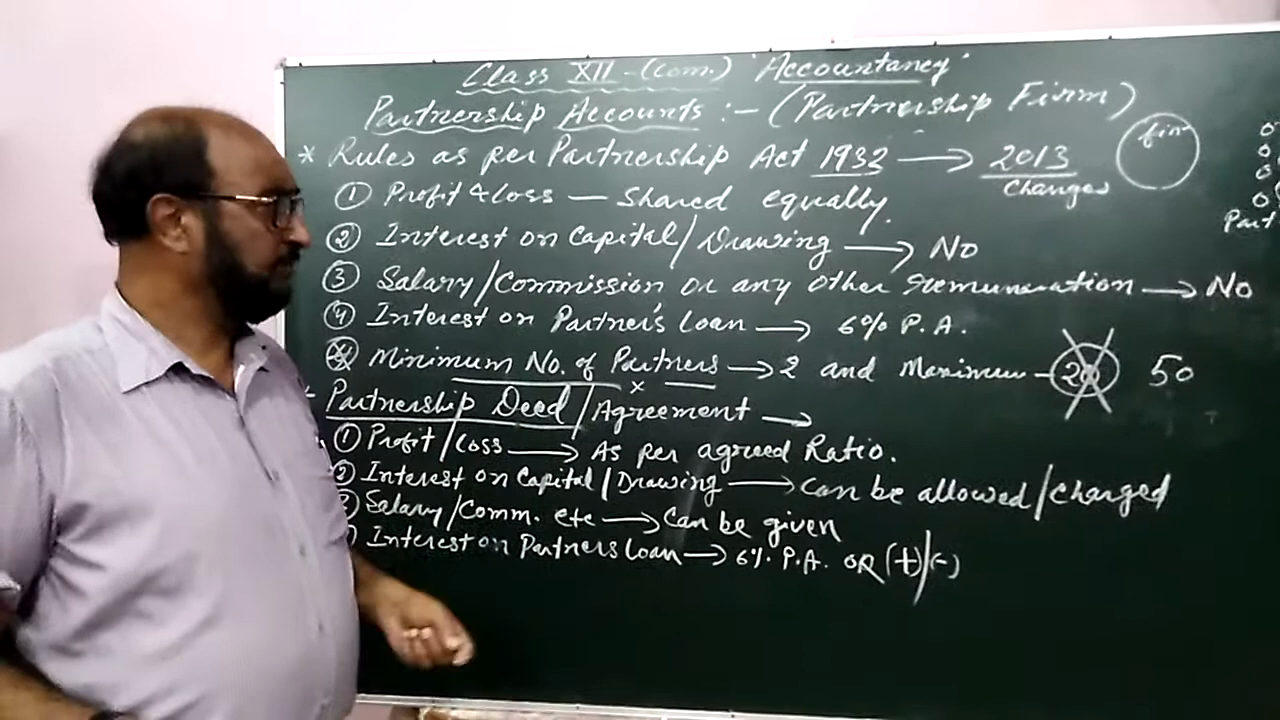 Class XII - (Com.) 'Accountancy'
Partnership Accounts :- (Partnership Firm)
* Rules as per Partnership Act 1932 → 2013
Changes
① Profit & Loss — Shared equally.
② Interest on Capital/Drawing → No
③ Salary/Commission or any other remuneration → No
④ Interest on Partner's Loan → 6% P.A.
Minimum No. of Partners → 2 and Maximum - 20 50
Partnership Deed/Agreement →
① Profit/Loss → As per agreed Ratio.
② Interest on Capital/Drawing → Can be allowed/Charged
③ Salary/Comm. etc → Can be given
Interest on Partners Loan → 6%. P.A. OR (+)/(-)
Part